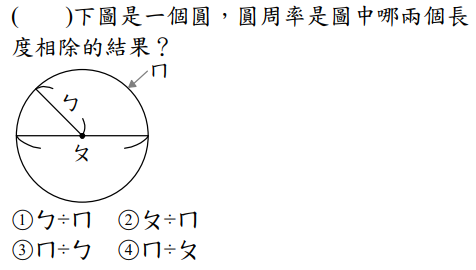 (　　)下圖是一個圓，圓周率是圖中哪兩個長
度相除的結果？
ㄇ
ㄅ
ㄆ
①ㄅ÷ㄇ　②ㄆ÷ㄇ
③ㄇ÷ㄅ　④ㄇ÷ㄆ